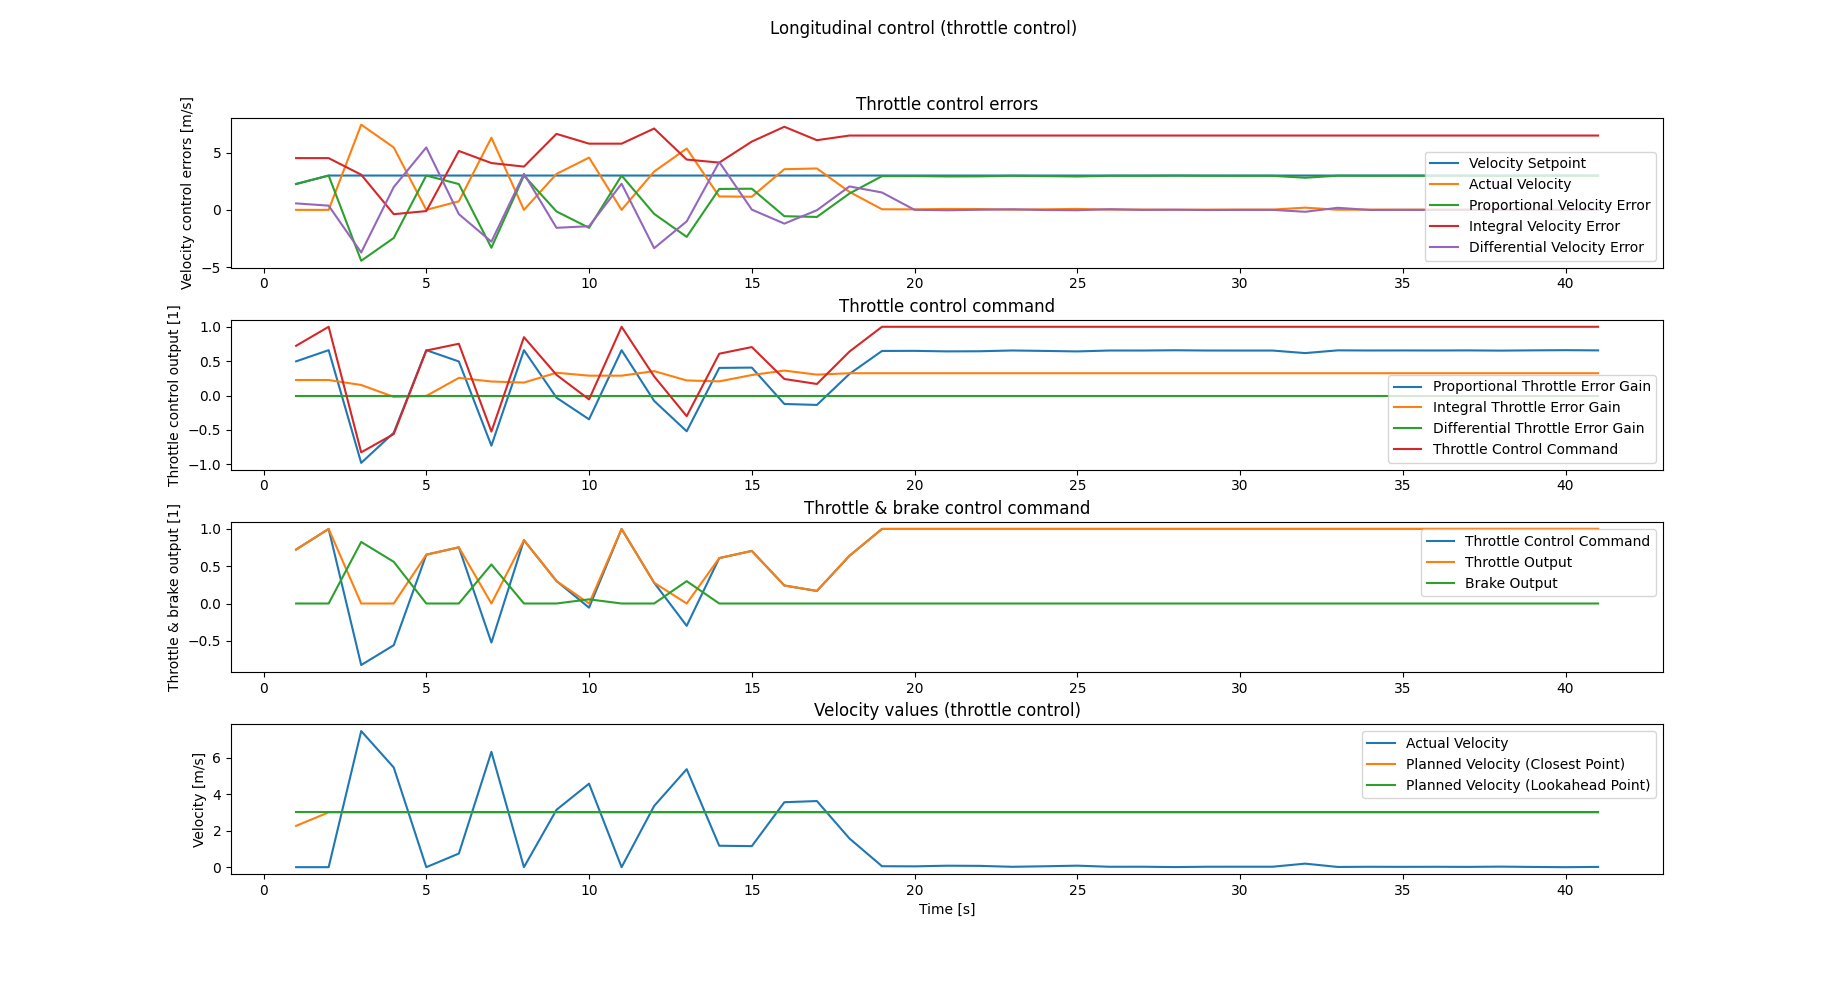 Longitudinal control (throttle control)
Throttle control errors
Velocity control errors [m/s]
5
0
−5
Velocity Setpoint
Actual Velocity
Proportional Velocity Error
Integral Velocity Error
Differential Velocity Error
0 5 10 15 20 25 30 35 40
Throttle control command
Throttle control output [1]
1.0
0.5
0.0
−0.5
−1.0
Proportional Throttle Error Gain
Integral Throttle Error Gain
Differential Throttle Error Gain
Throttle Control Command
0 5 10 15 20 25 30 35 40
Throttle & brake control command
Throttle & brake output [1]
1.0
0.5
0.0
−0.5
Throttle Control Command
Throttle Output
Brake Output
0 5 10 15 20 25 30 35 40
Velocity values (throttle control)
Velocity [m/s]
6
4
2
0
Actual Velocity
Planned Velocity (Closest Point)
Planned Velocity (Lookahead Point)
0 5 10 15 20 25 30 35 40
Time [s]